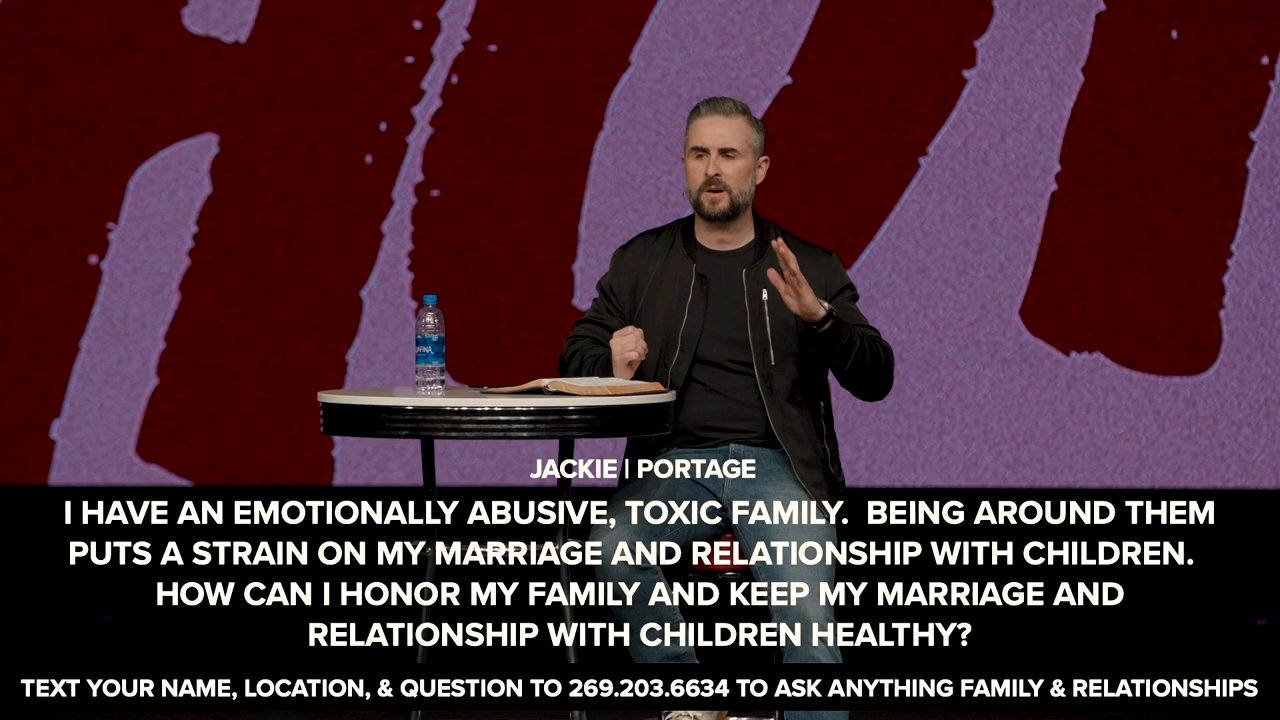 JACKIE | PORTAGE
I HAVE AN EMOTIONALLY ABUSIVE, TOXIC FAMILY.  BEING AROUND THEM
PUTS A STRAIN ON MY MARRIAGE AND RELATIONSHIP WITH CHILDREN.
HOW CAN I HONOR MY FAMILY AND KEEP MY MARRIAGE AND
RELATIONSHIP WITH CHILDREN HEALTHY?
TEXT YOUR NAME, LOCATION, & QUESTION TO 269.203.6634 TO ASK ANYTHING FAMILY & RELATIONSHIPS